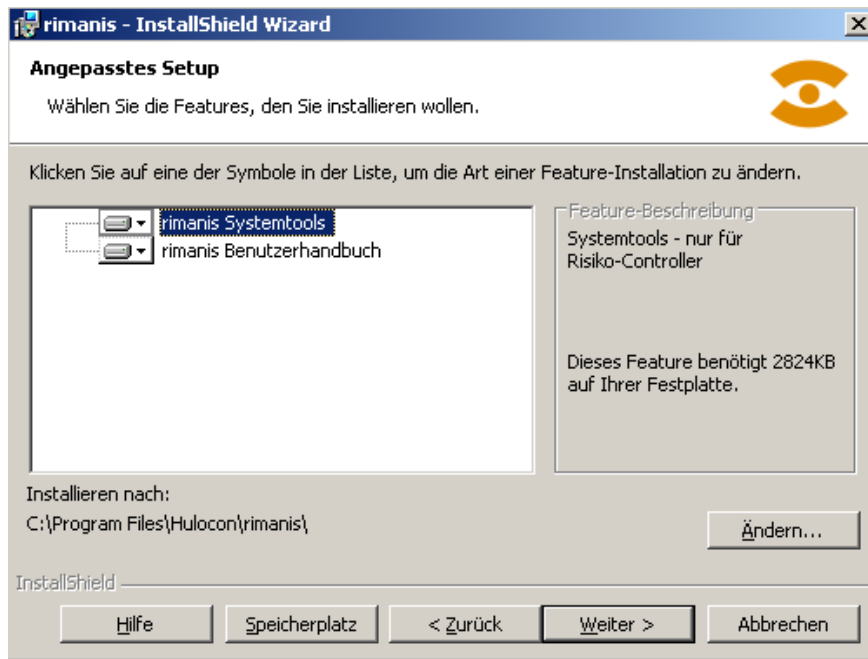 rimanis - InstallShield Wizard
Angepasstes Setup
Wählen Sie die Features, den Sie installieren wollen.
Klicken Sie auf eine der Symbole in der Liste, um die Art einer Feature-Installation zu ändern.
rimanis Systemtools
rimanis Benutzerhandbuch
Feature-Beschreibung
Systemtools - nur für
Risiko-Controller
Dieses Feature benötigt 2824KB
auf Ihrer Festplatte.
Installieren nach:
C:\Program Files\Hulocon\rimanis\
Ändern...
InstallShield
Hilfe
Speicherplatz
< Zurück
Weiter >
Abbrechen